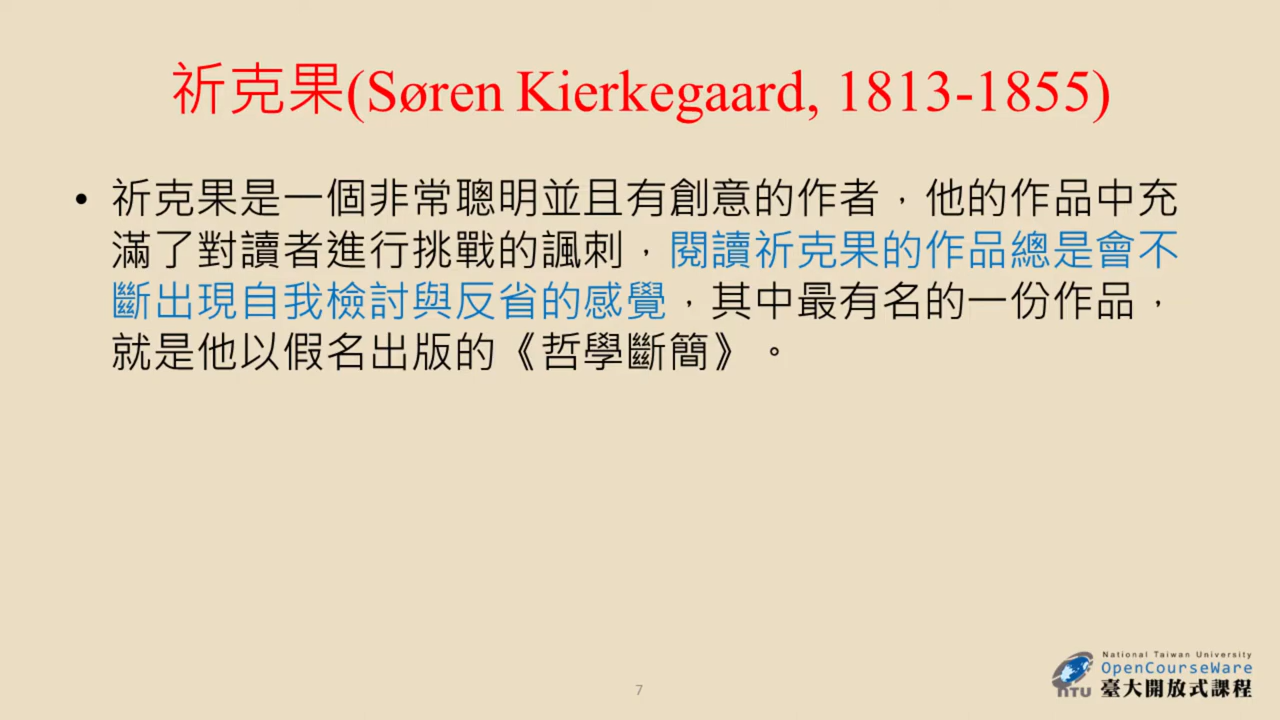 祈克果(Søren Kierkegaard, 1813-1855)
• 祈克果是一個非常聰明並且有創意的作者，他的作品中充
滿了對讀者進行挑戰的諷刺，閱讀祈克果的作品總是會不
斷出現自我檢討與反省的感覺，其中最有名的一份作品，
就是他以假名出版的《哲學斷簡》。
National Taiwan University
OpenCourseWare
NTU 臺大開放式課程
7